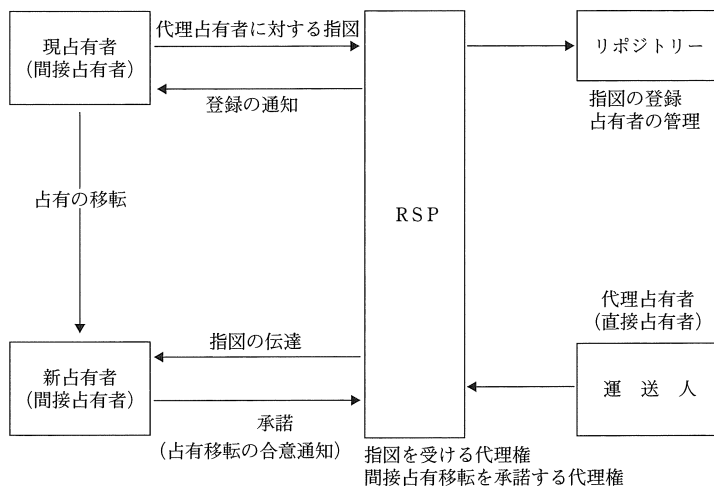 現占有者
（間接占有者）
代理占有者に対する指図
登録の通知
リポジトリー
指図の登録
占有者の管理
占有の移転
ＲＳＰ
代理占有者
（直接占有者）
指図の伝達
新占有者
（間接占有者）
運　送　人
承諾
（占有移転の合意通知）
指図を受ける代理権
間接占有移転を承諾する代理権